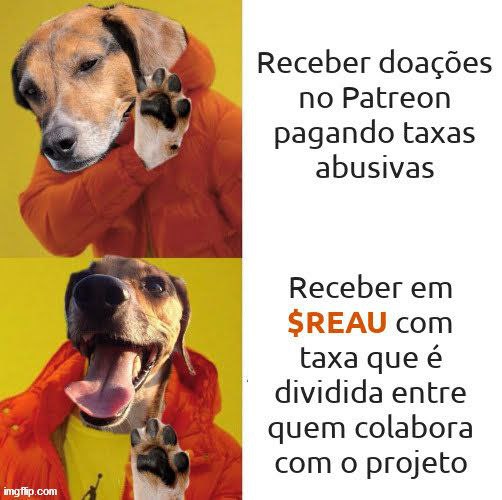 Receber doações
no Patreon
pagando taxas
abusivas
Receber em
$REAU com
taxa que é
dividida entre
quem colabora
com o projeto
imgflip.com